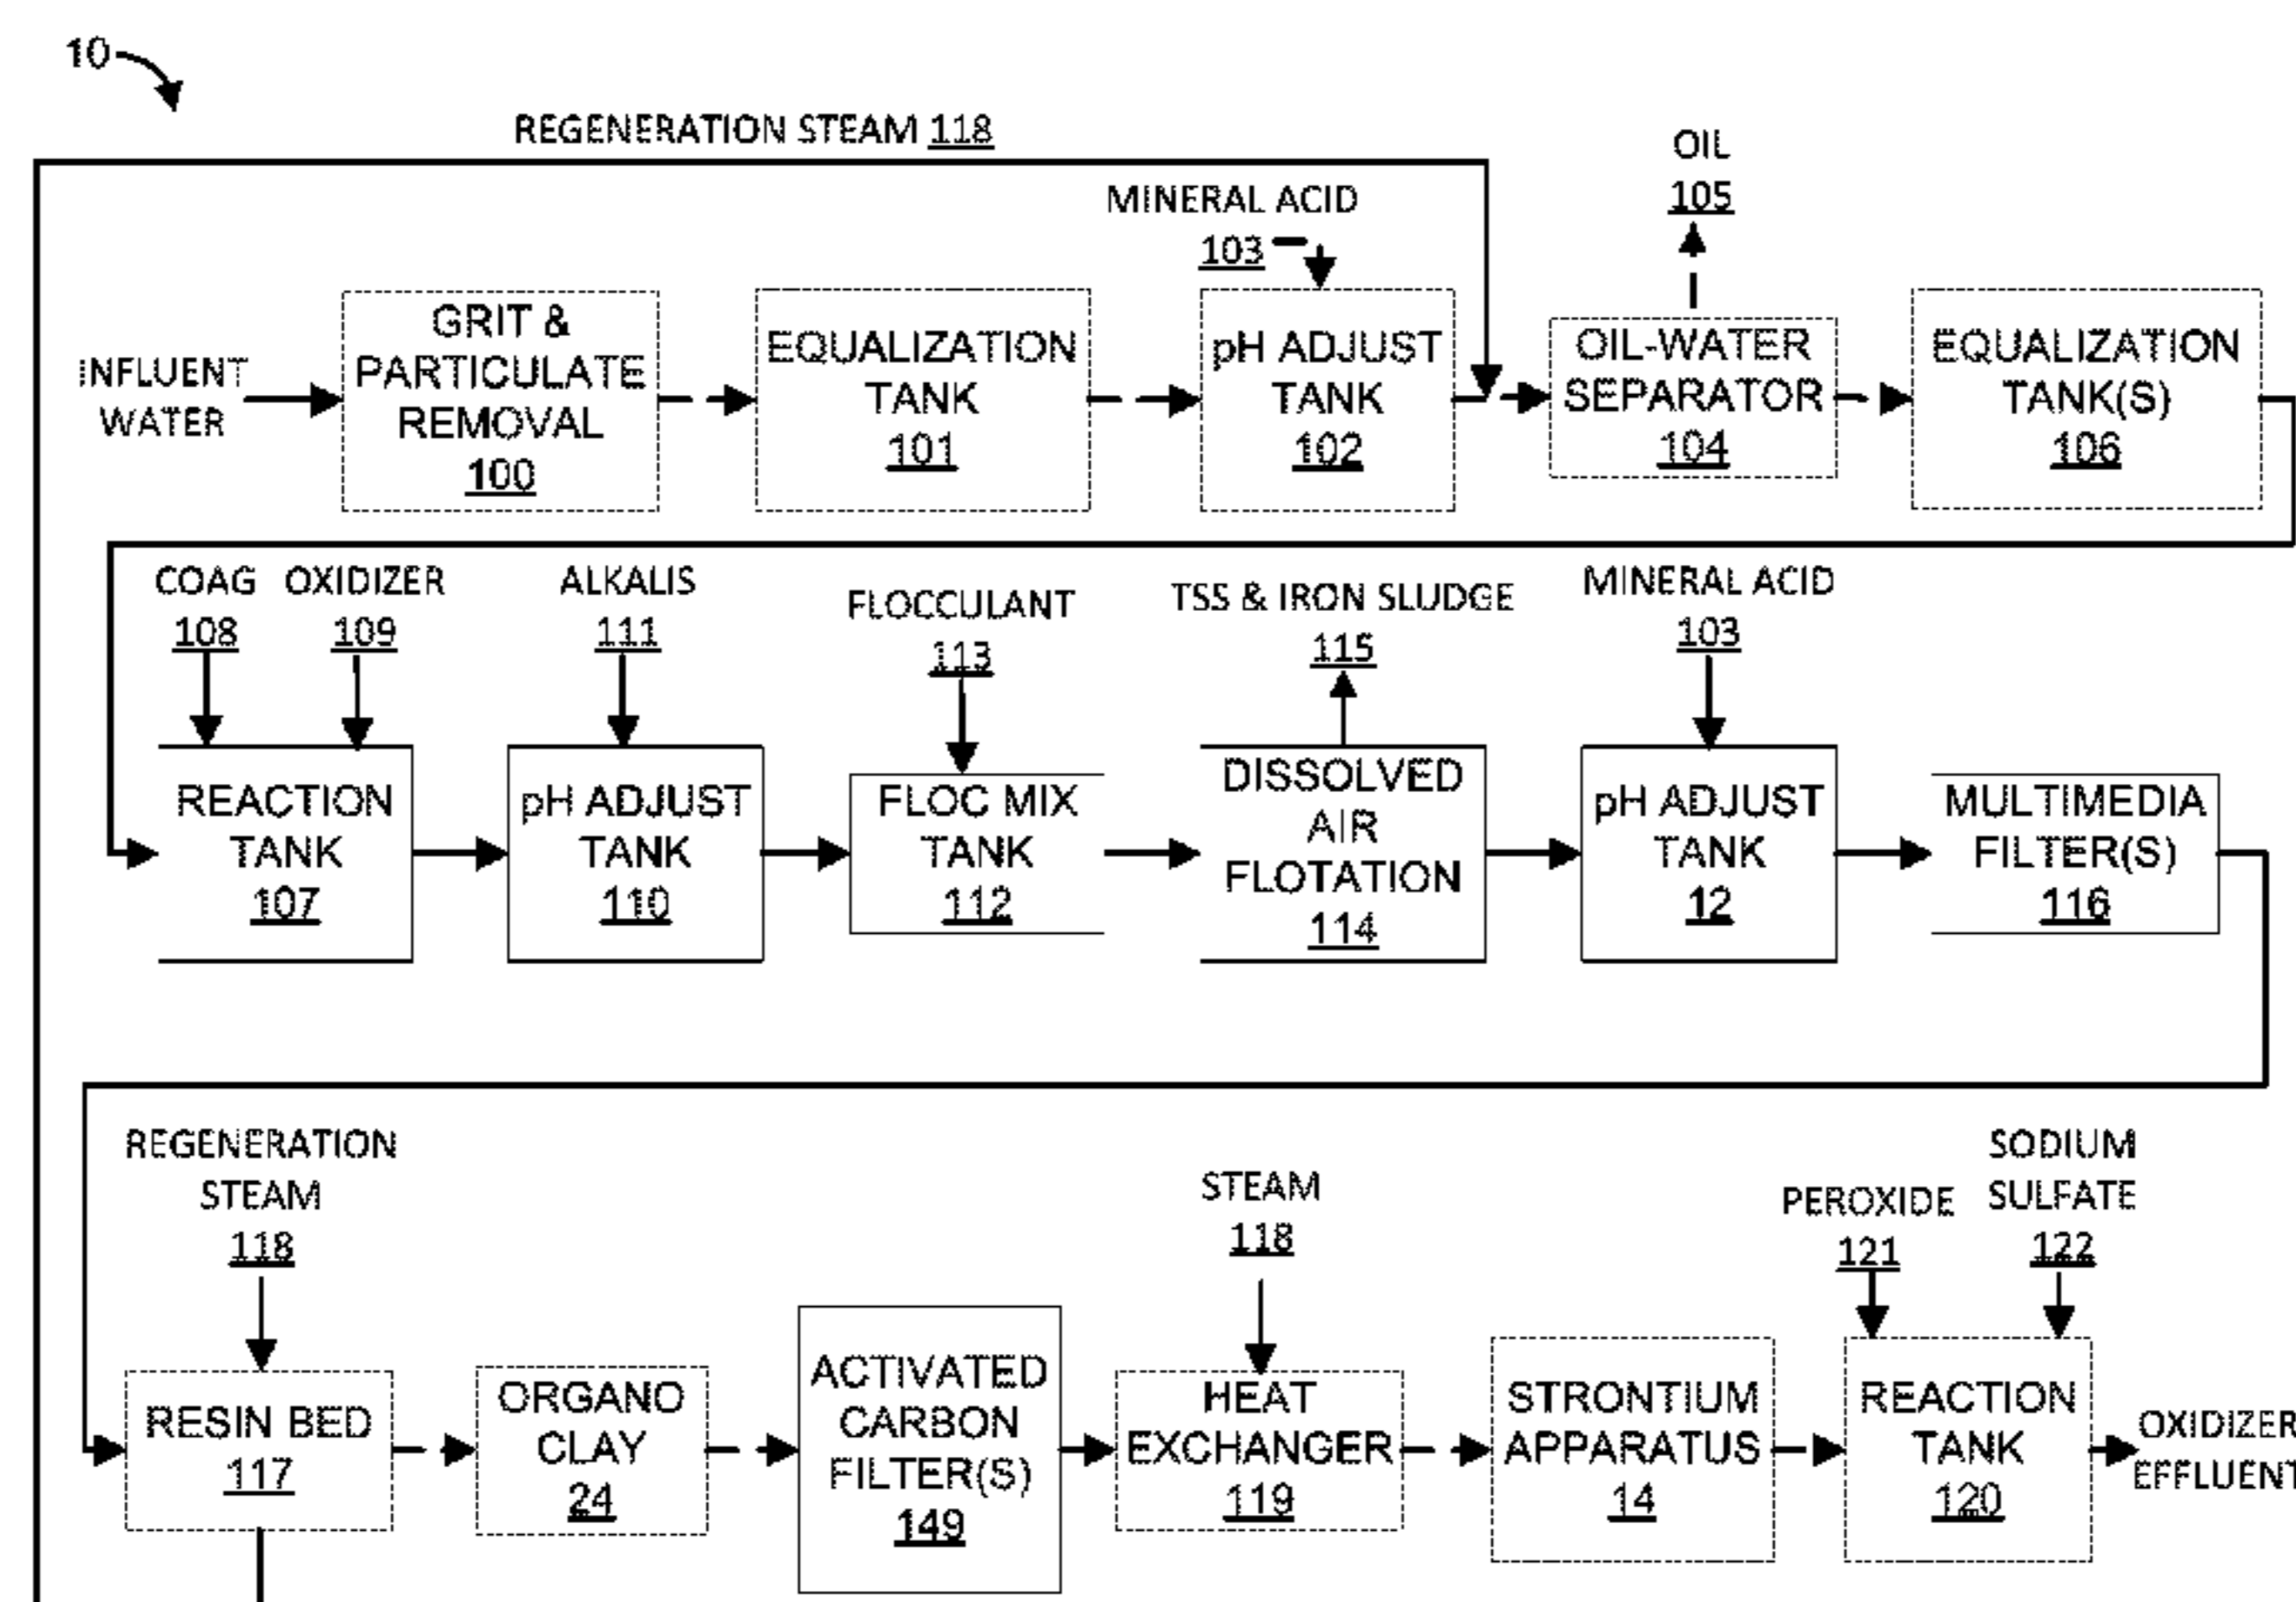 10
REGENERATION STEAM 118
OIL
105
MINERAL ACID
103
INFLUENT
WATER
GRIT &
PARTICULATE
REMOVAL
100
EQUALIZATION
TANK
101
pH ADJUST
TANK
102
OIL-WATER
SEPARATOR
104
EQUALIZATION
TANK(S)
106
COAG
108
OXIDIZER
109
ALKALIS
111
FLOCCULANT
113
TSS & IRON SLUDGE
115
MINERAL ACID
103
REACTION
TANK
107
pH ADJUST
TANK
110
FLOC MIX
TANK
112
DISSOLVED
AIR
FLOTATION
114
pH ADJUST
TANK
12
MULTIMEDIA
FILTER(S)
116
REGENERATION
STEAM
118
STEAM
118
PEROXIDE
121
SODIUM
SULFATE
122
RESIN BED
117
ORGANO
CLAY
24
ACTIVATED
CARBON
FILTER(S)
149
HEAT
EXCHANGER
119
STRONTIUM
APPARATUS
14
REACTION
TANK
120
OXIDIZER
EFFLUENT